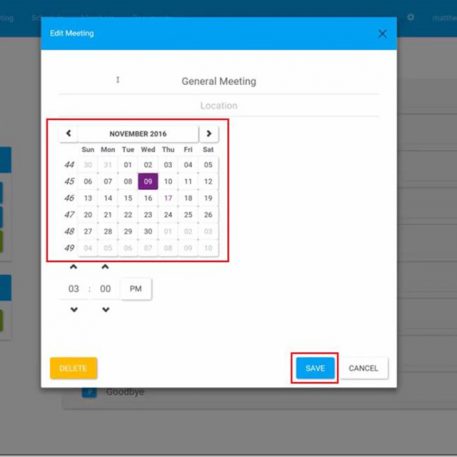 Edit Meeting
General Meeting
Location
NOVEMBER 2016
Sun Mon Tue Wed Thu Fri Sat
44 30 31 01 02 03 04 05
45 06 07 08 09 10 11 12
46 13 14 15 16 17 18 19
47 20 21 22 23 24 25 26
48 27 28 29 30 01 02 03
49 04 05 06 07 08 09 10
03 : 00 PM
DELETE SAVE CANCEL
Goodbye